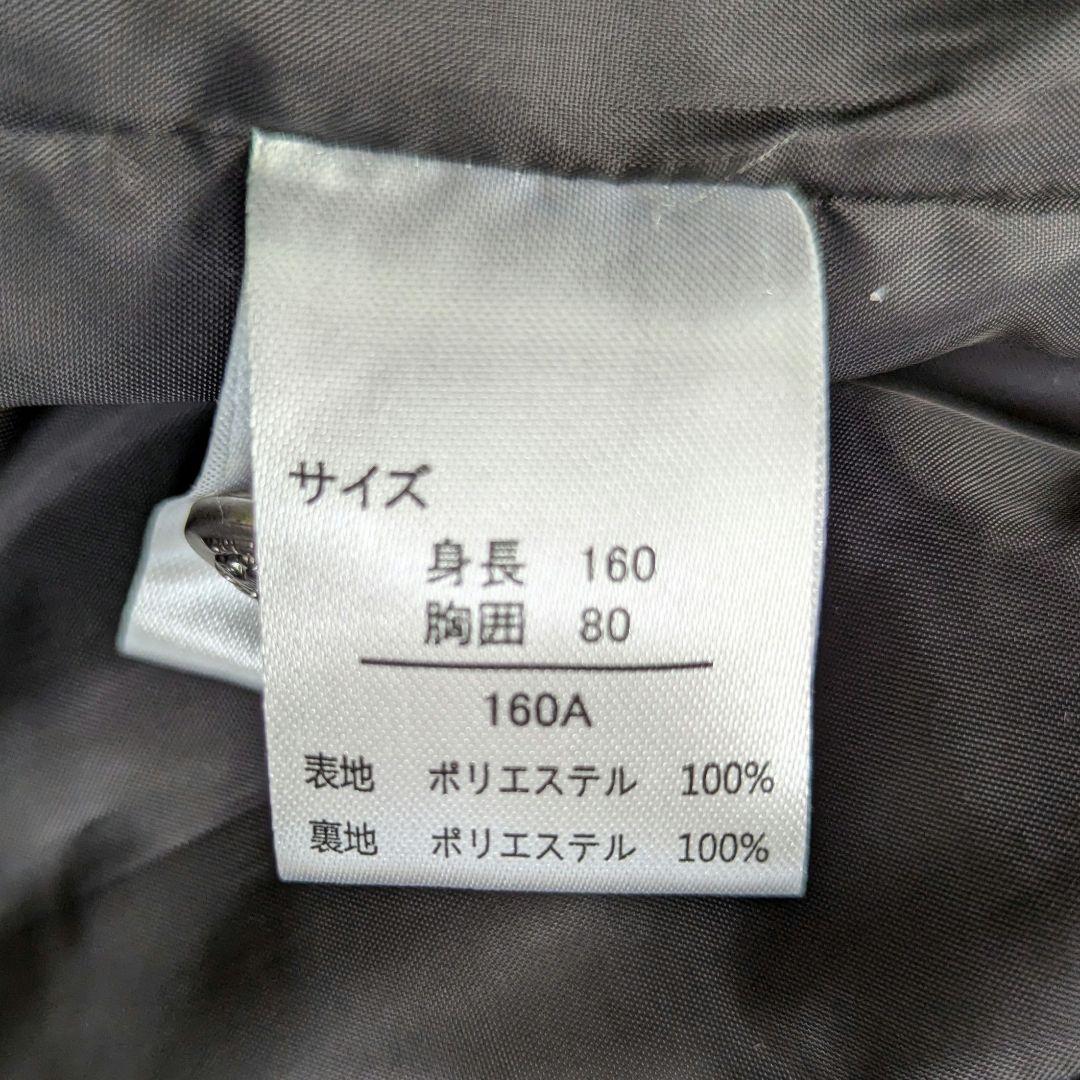 サイズ
身長 160
胸囲 80
160A
表地 ポリエステル 100%
裏地 ポリエステル 100%